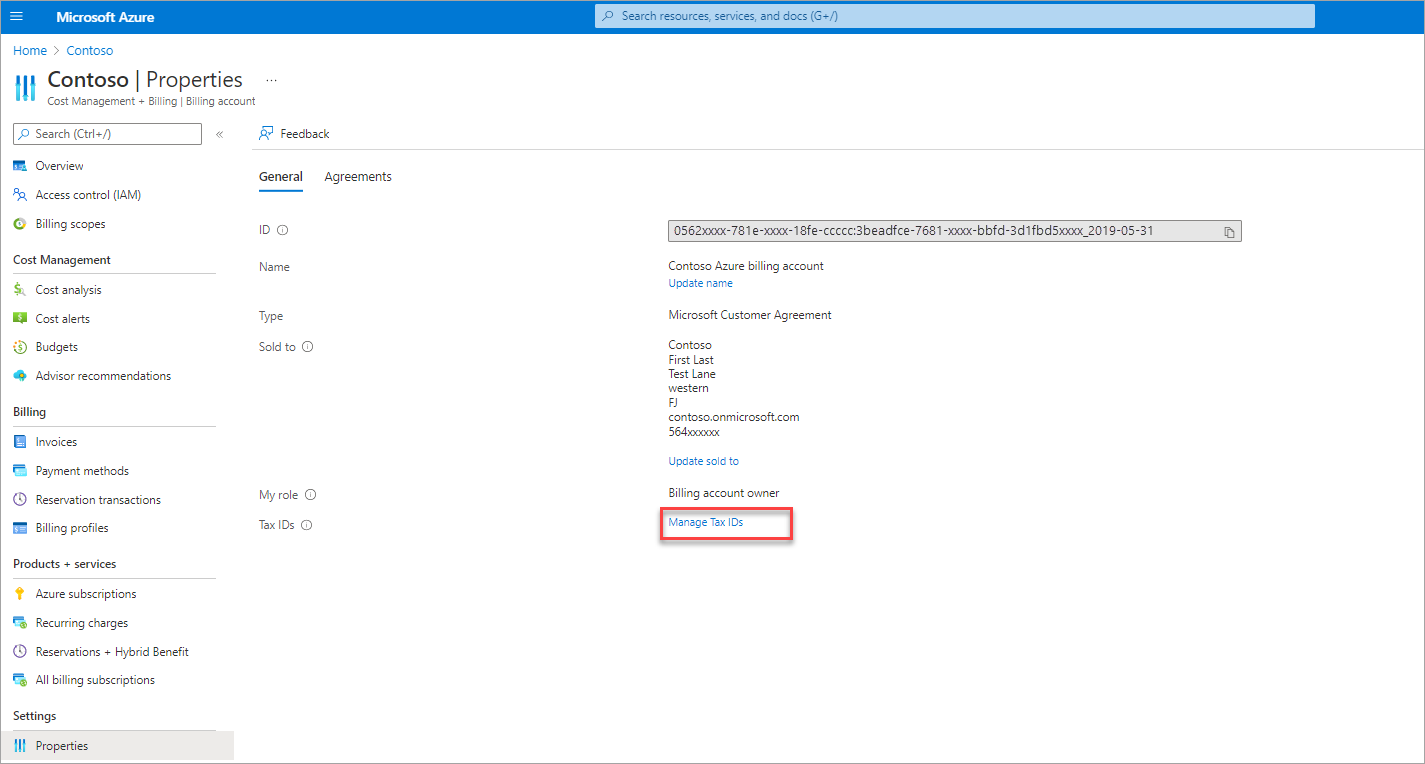 Microsoft Azure
Search resources, services, and docs (G+/)
Home > Contoso
Contoso | Properties ...
Cost Management + Billing | Billing account
Search (Ctrl+/) «
Overview
Access control (IAM)
Billing scopes
Cost Management
Cost analysis
Cost alerts
Budgets
Advisor recommendations
Billing
Invoices
Payment methods
Reservation transactions
Billing profiles
Products + services
Azure subscriptions
Recurring charges
Reservations + Hybrid Benefit
All billing subscriptions
Settings
Properties
Feedback
General Agreements
ID 0562xxxx-781e-xxxx-18fe-ccccc:3beadfce-7681-xxxx-bbfd-3d1fbd5xxxx_2019-05-31
Name Contoso Azure billing account
Update name
Type Microsoft Customer Agreement
Sold to Contoso
First Last
Test Lane
western
FJ
contoso.onmicrosoft.com
564xxxxxx
Update sold to
My role Billing account owner
Tax IDs Manage Tax IDs